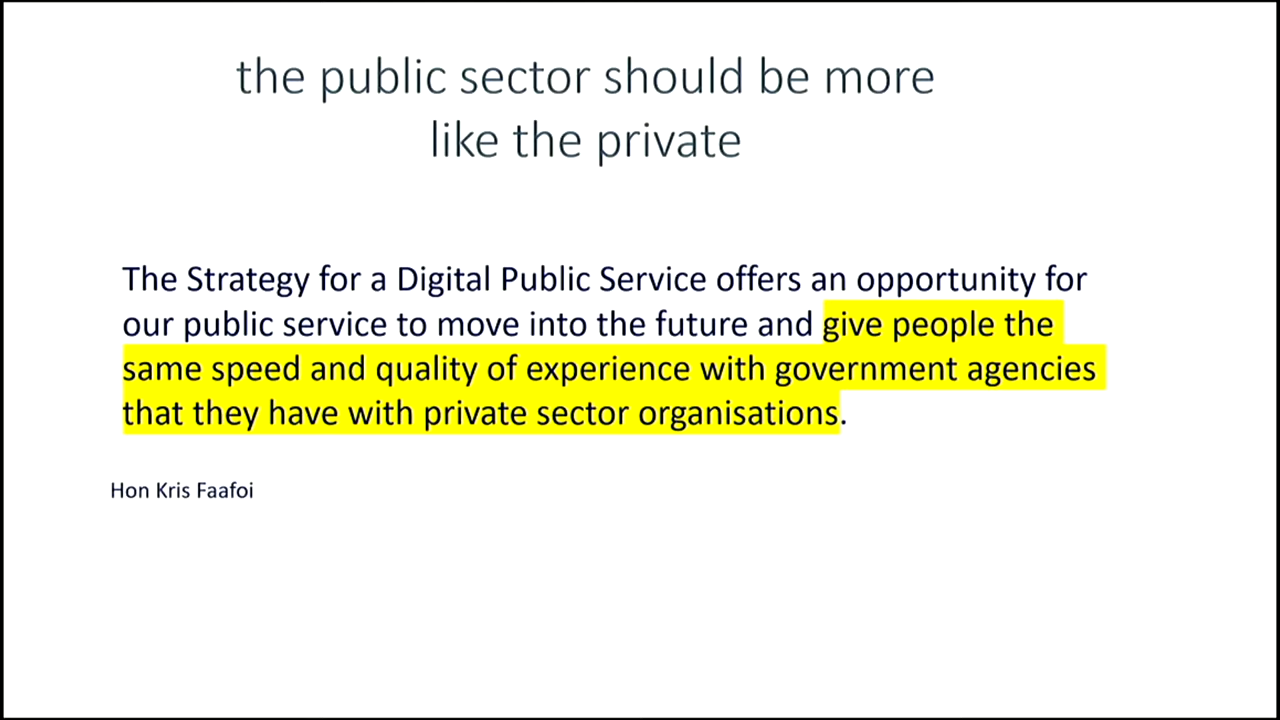 the public sector should be more
like the private
The Strategy for a Digital Public Service offers an opportunity for
our public service to move into the future and give people the
same speed and quality of experience with government agencies
that they have with private sector organisations.
Hon Kris Faafoi